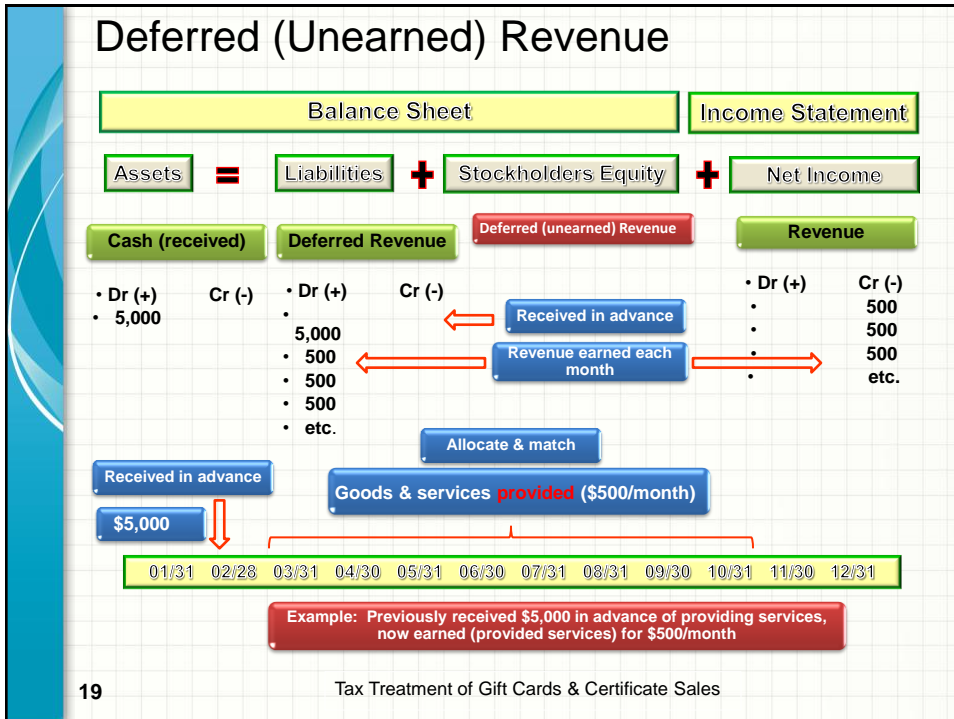 Deferred (Unearned) Revenue
Balance Sheet
Income Statement
Assets = Liabilities + Stockholders Equity + Net Income
Cash (received)
Deferred Revenue
Deferred (unearned) Revenue
Revenue
• Dr (+) Cr (-)
• 5,000
• Dr (+) Cr (-)
•
5,000
• 500
• 500
• 500
• etc.
Received in advance
Revenue earned each
month
• Dr (+) Cr (-)
• 500
• 500
• 500
• etc.
Allocate & match
Received in advance
$5,000
Goods & services provided ($500/month)
01/31 02/28 03/31 04/30 05/31 06/30 07/31 08/31 09/30 10/31 11/30 12/31
Example: Previously received $5,000 in advance of providing services,
now earned (provided services) for $500/month
19
Tax Treatment of Gift Cards & Certificate Sales